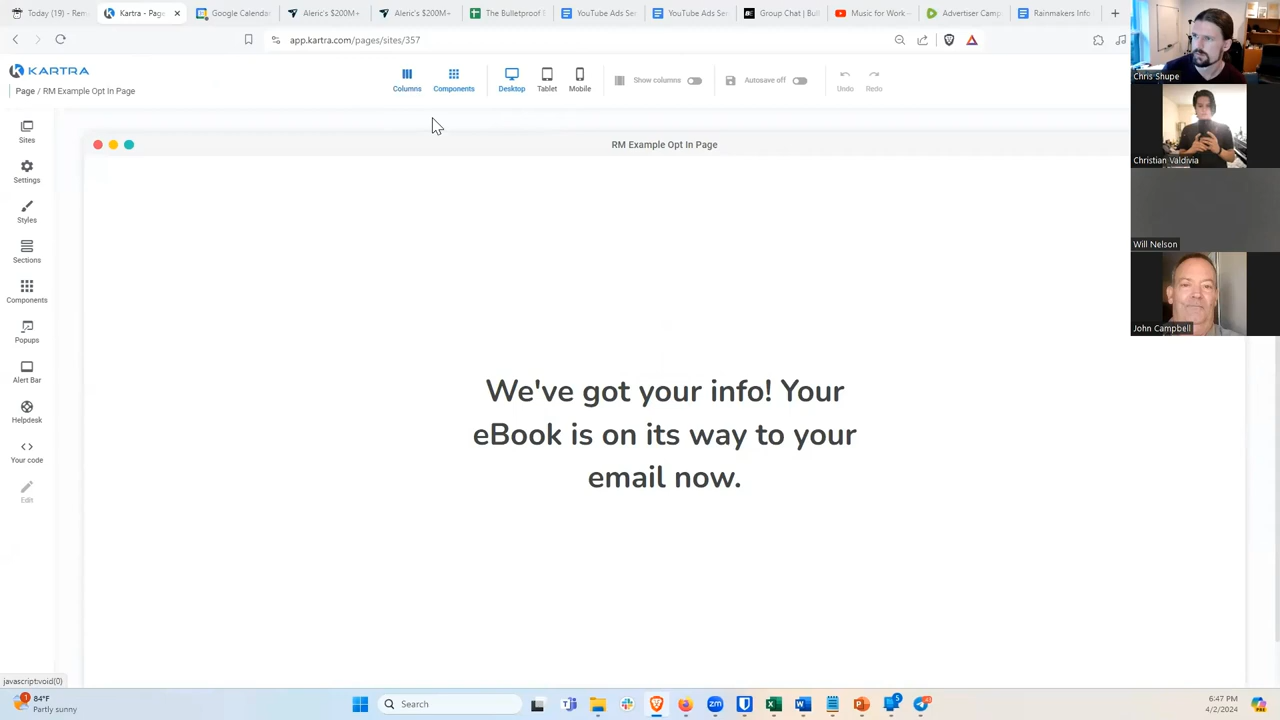 Today (19) - Rem
Kartra - Page
Google Calendar
Aleric's $200M+
Aleric's $200M+
The Bulletproof
YouTube Ads Se
YouTube Ads Se
Group Chat | Bull
Music for Work
Advertiser Camp
Rainmakers Info
app.kartra.com/pages/sites/357
KARTRA
Page / RM Example Opt In Page
Columns
Components
Desktop
Tablet
Mobile
Show columns
Autosave off
Undo
Redo
Sites
Settings
Styles
Sections
Components
Popups
Alert Bar
Helpdesk
Your code
Edit
RM Example Opt In Page
We've got your info! Your
eBook is on its way to your
email now.
Chris Shupe
Christian Valdivia
Will Nelson
John Campbell
javascript:void(0)
84°F
Partly sunny
Search
6:47 PM
4/2/2024